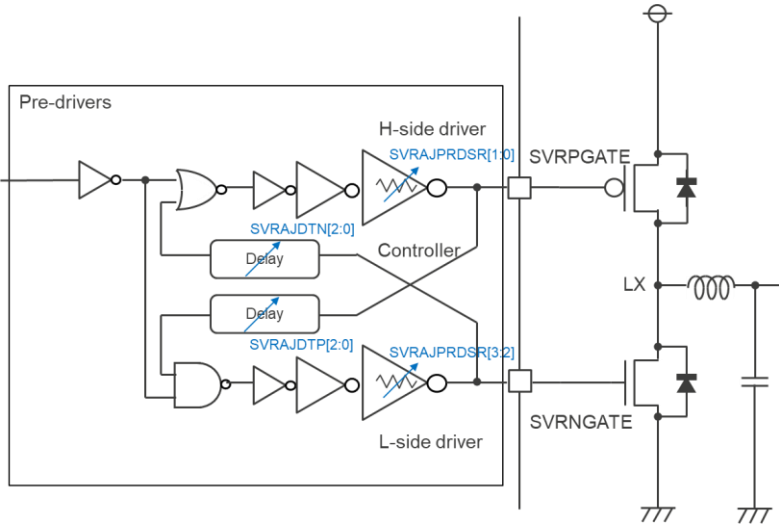 Pre-drivers
H-side driver
SVRAJPRDSR[1:0]
SVRPGATE
SVRAJDTN[2:0]
Delay
Controller
LX
Delay
SVRAJDTP[2:0]
SVRAJPRDSR[3:2]
SVRNGATE
L-side driver